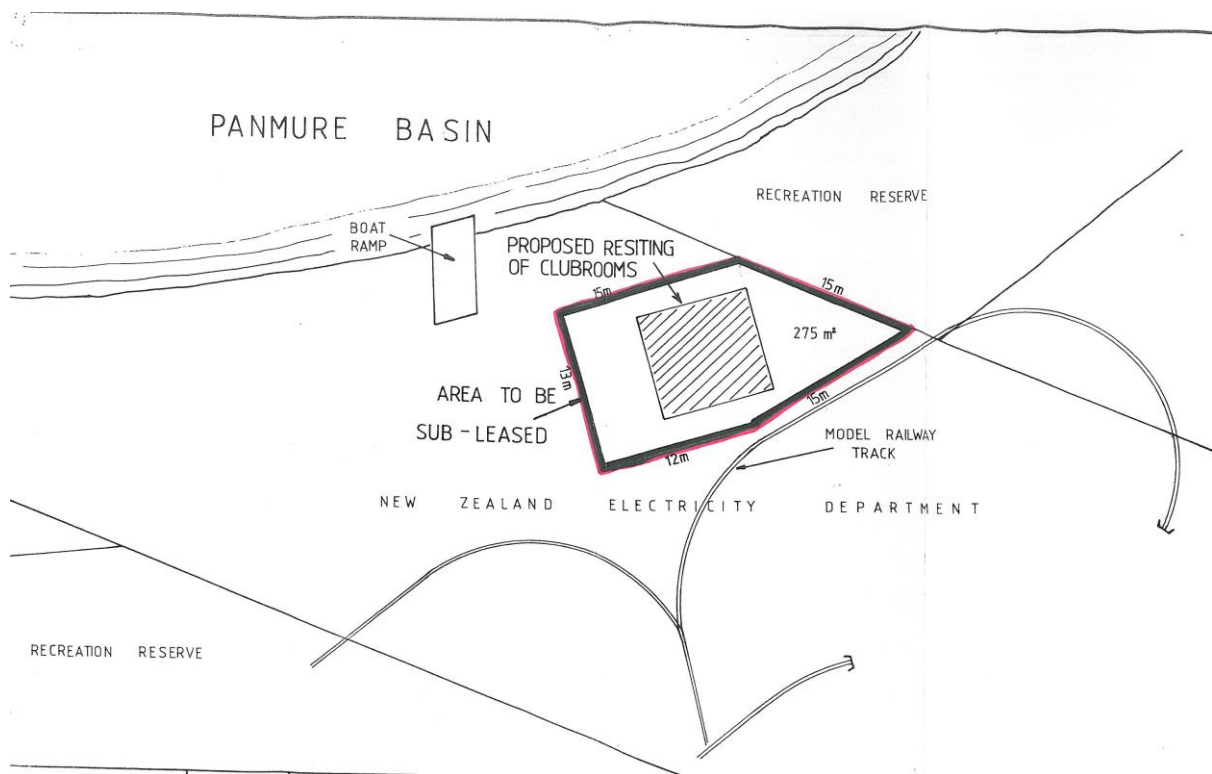 PANMURE BASIN
RECREATION RESERVE
BOAT
RAMP
PROPOSED RESITING
OF CLUBROOMS
15m
15m
275 m²
13m
AREA TO BE
SUB-LEASED
15m
12m
MODEL RAILWAY
TRACK
NEW ZEALAND ELECTRICITY DEPARTMENT
RECREATION RESERVE